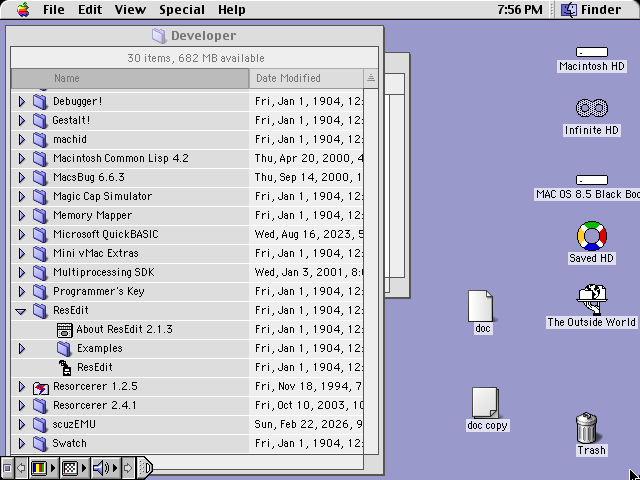 File Edit View Special Help 7:56 PM Finder
Developer
30 items, 682 MB available
Name Date Modified
Debugger! Fri, Jan 1, 1904, 12:
Gestalt! Fri, Jan 1, 1904, 12:
machid Fri, Jan 1, 1904, 12:
Macintosh Common Lisp 4.2 Thu, Apr 20, 2000, 4
MacsBug 6.6.3 Thu, Sep 14, 2000, 1
Magic Cap Simulator Fri, Jan 1, 1904, 12:
Memory Mapper Fri, Jan 1, 1904, 12:
Microsoft QuickBASIC Wed, Aug 16, 2023, 5
Mini vMac Extras Fri, Jan 1, 1904, 12:
Multiprocessing SDK Wed, Jan 3, 2001, 8:
Programmer's Key Fri, Jan 1, 1904, 12:
ResEdit Fri, Jan 1, 1904, 12:
About ResEdit 2.1.3 Fri, Jan 1, 1904, 12:
Examples Fri, Jan 1, 1904, 12:
ResEdit Fri, Jan 1, 1904, 12:
Resorcerer 1.2.5 Fri, Nov 18, 1994, 7
Resorcerer 2.4.1 Fri, Oct 10, 2003, 10
scuzEMU Sun, Feb 22, 2026, 9
Swatch Fri, Jan 1, 1904, 12:
Macintosh HD
Infinite HD
MAC OS 8.5 Black Boo
Saved HD
The Outside World
doc
doc copy
Trash